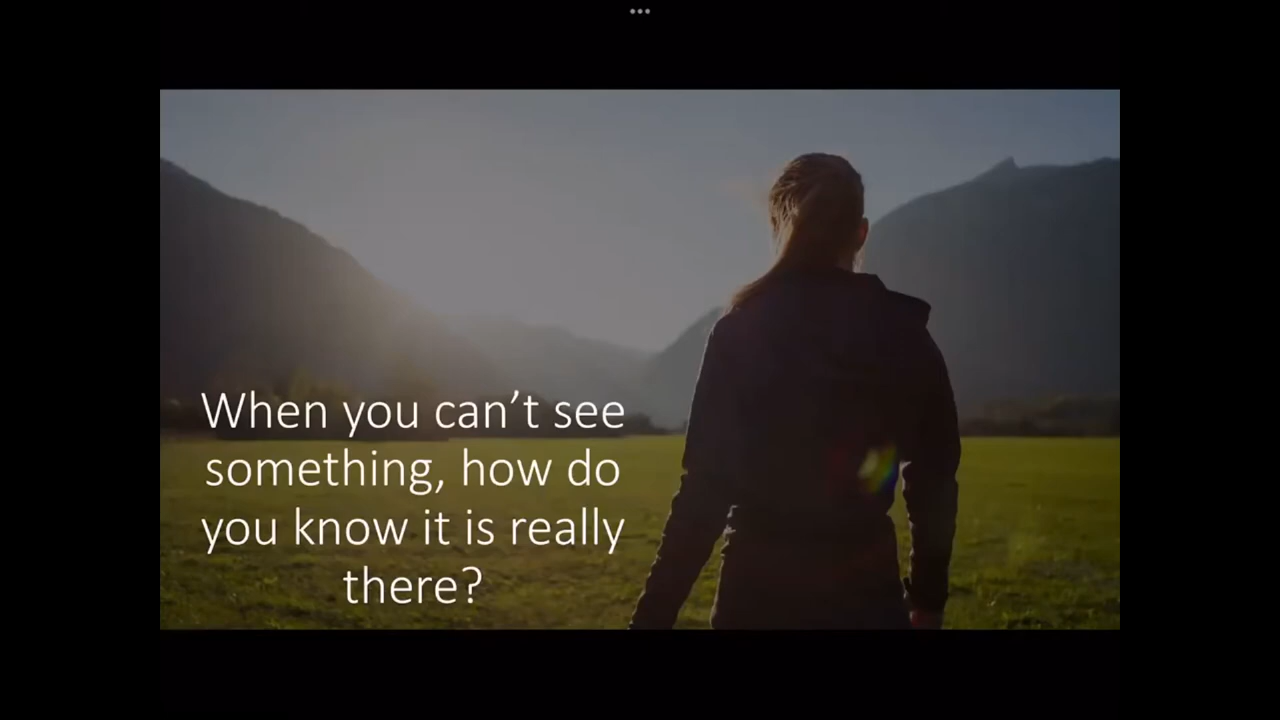 When you can’t see
something, how do
you know it is really
there?